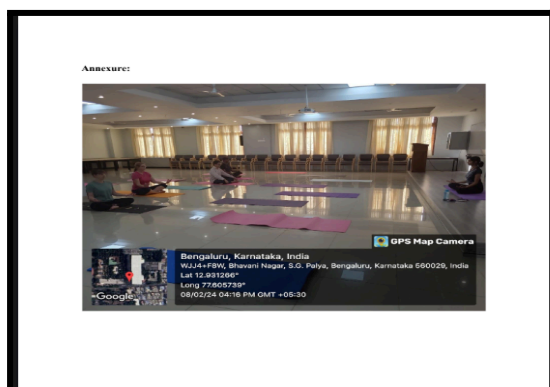 Annexure:
GPS Map Camera
Bengaluru, Karnataka, India
WJJ4+F8W, Bhavani Nagar, S.G. Palya, Bengaluru, Karnataka 560029, India
Lat 12.931266°
Long 77.605739°
08/02/24 04:16 PM GMT +05:30
Google